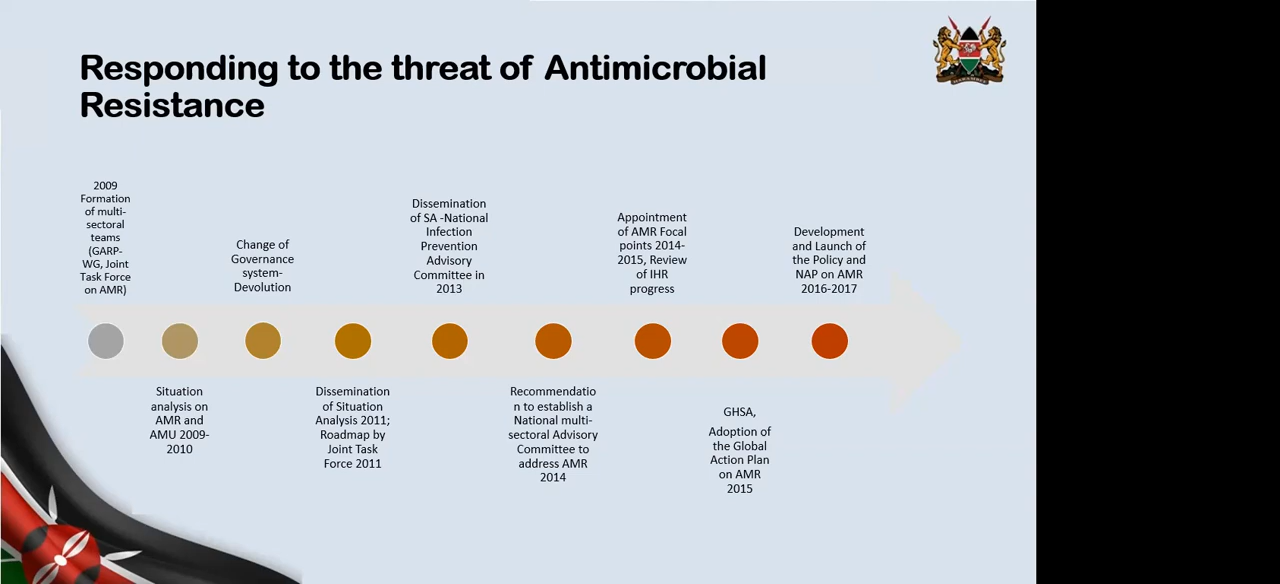 Responding to the threat of Antimicrobial
Resistance
2009
Formation
of multi-
sectoral
teams
(GARP-
WG, Joint
Task Force
on AMR)
Situation
analysis on
AMR and
AMU 2009-
2010
Change of
Governance
system-
Devolution
Dissemination
of Situation
Analysis 2011;
Roadmap by
Joint Task
Force 2011
Dissemination
of SA -National
Infection
Prevention
Advisory
Committee in
2013
Recommendatio
n to establish a
National multi-
sectoral Advisory
Committee to
address AMR
2014
Appointment
of AMR Focal
points 2014-
2015, Review
of IHR
progress
GHSA,
Adoption of
the Global
Action Plan
on AMR
2015
Development
and Launch of
the Policy and
NAP on AMR
2016-2017